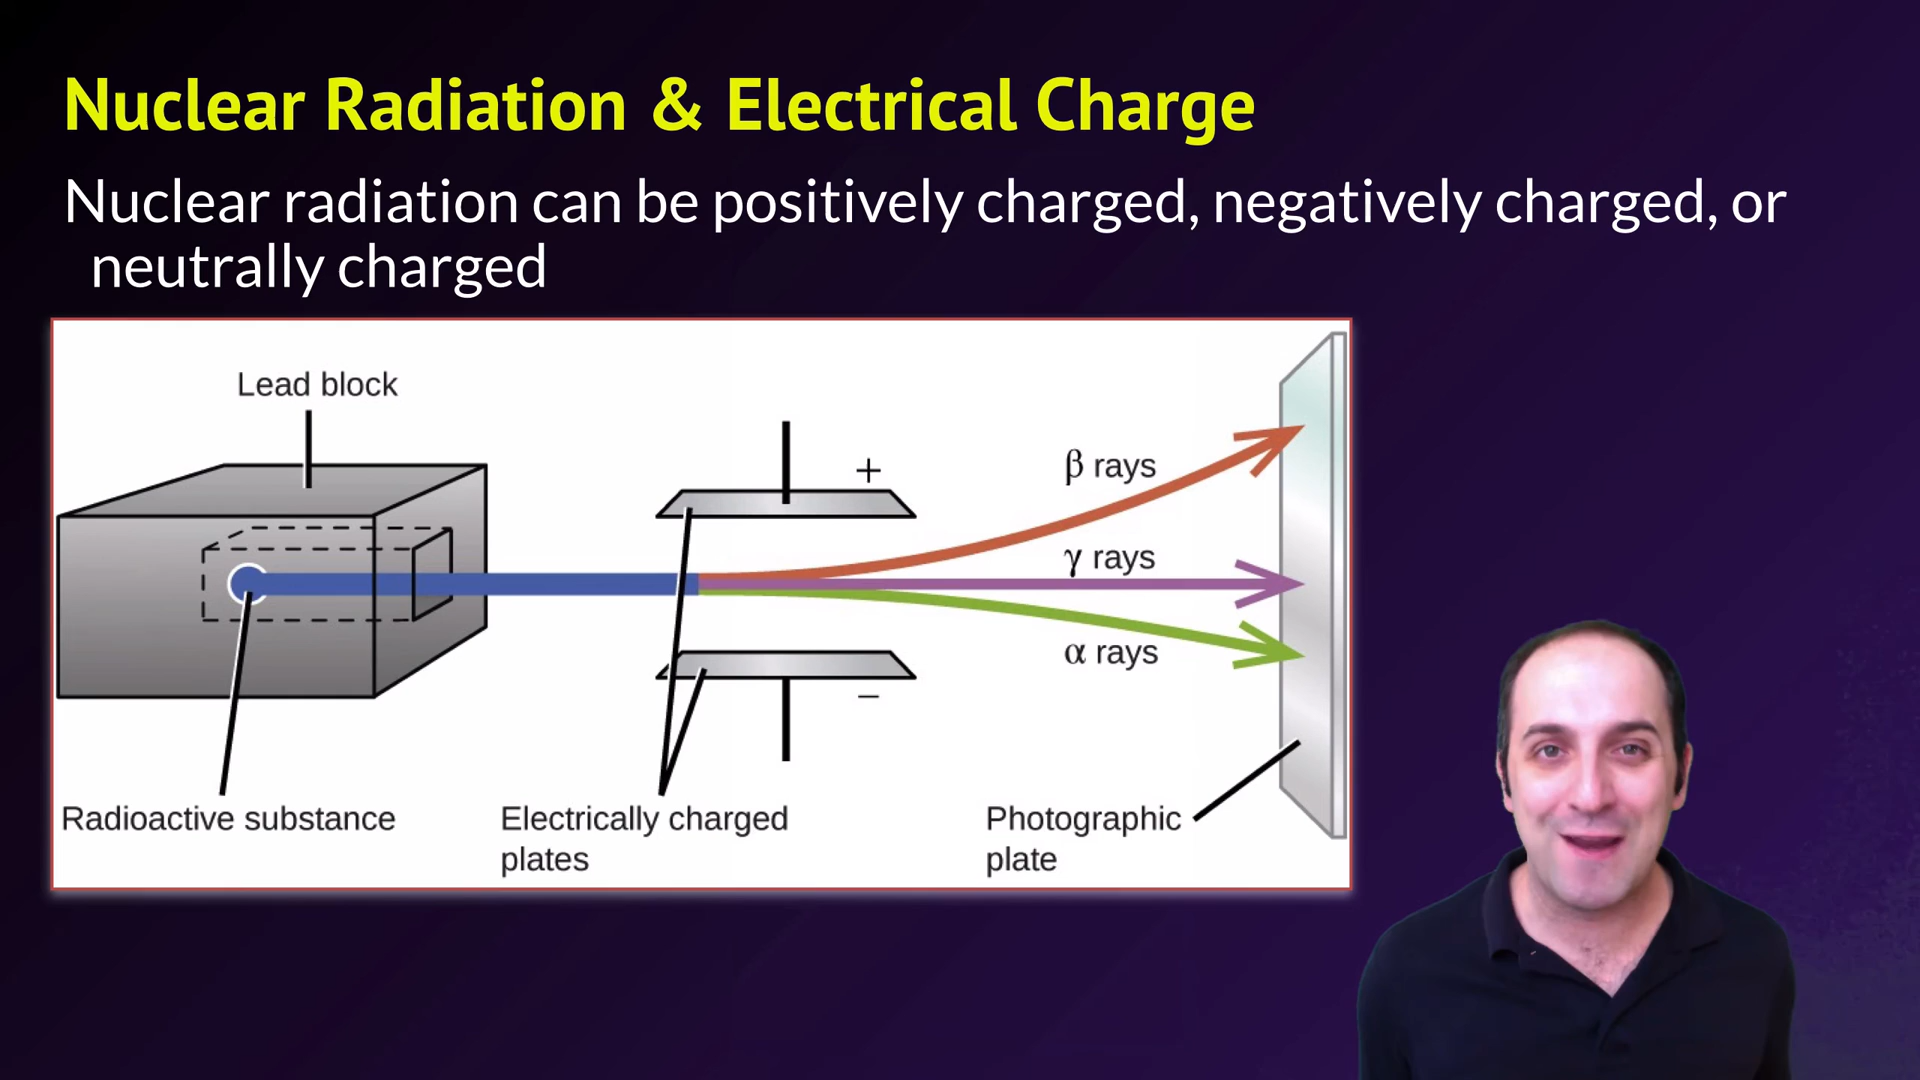 Nuclear Radiation & Electrical Charge
Nuclear radiation can be positively charged, negatively charged, or
neutrally charged
Lead block
+
β rays
γ rays
α rays
−
Radioactive substance
Electrically charged
plates
Photographic
plate